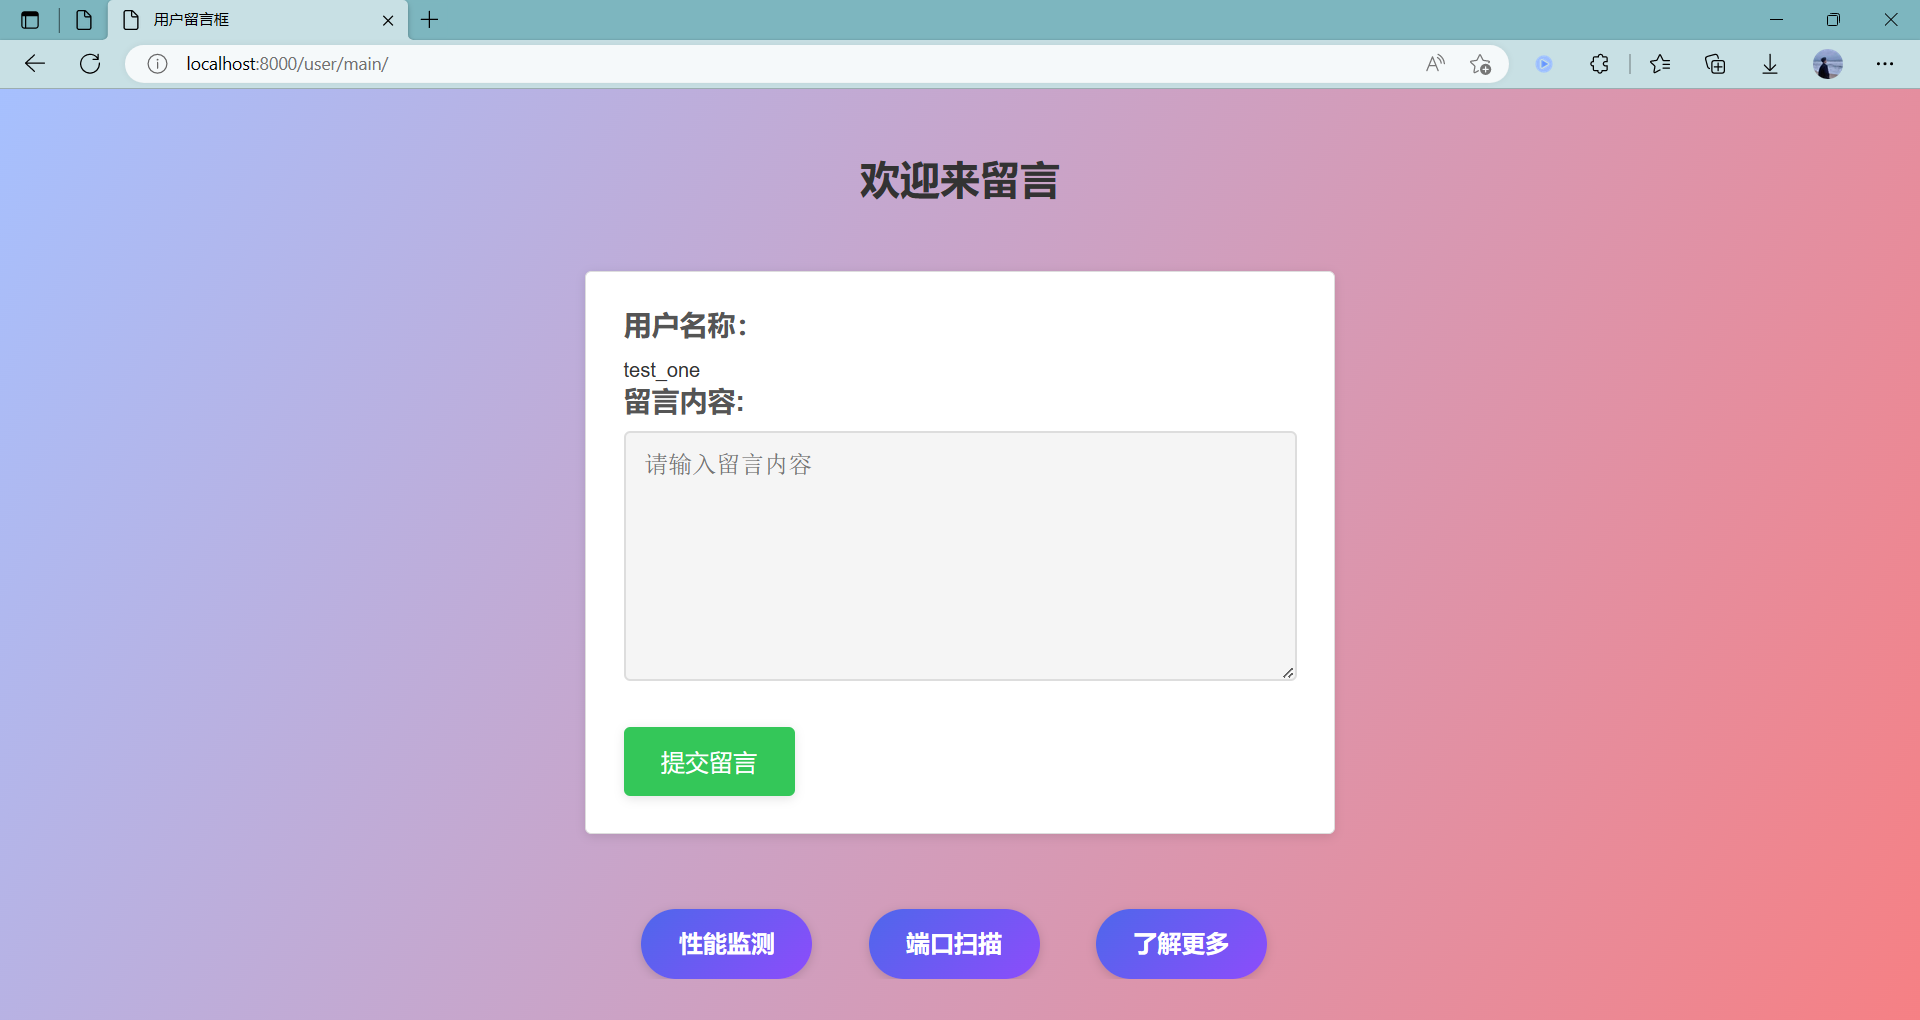 用户留言框
localhost:8000/user/main/
欢迎来留言
用户名称：
test_one
留言内容:
请输入留言内容
提交留言
性能监测
端口扫描
了解更多